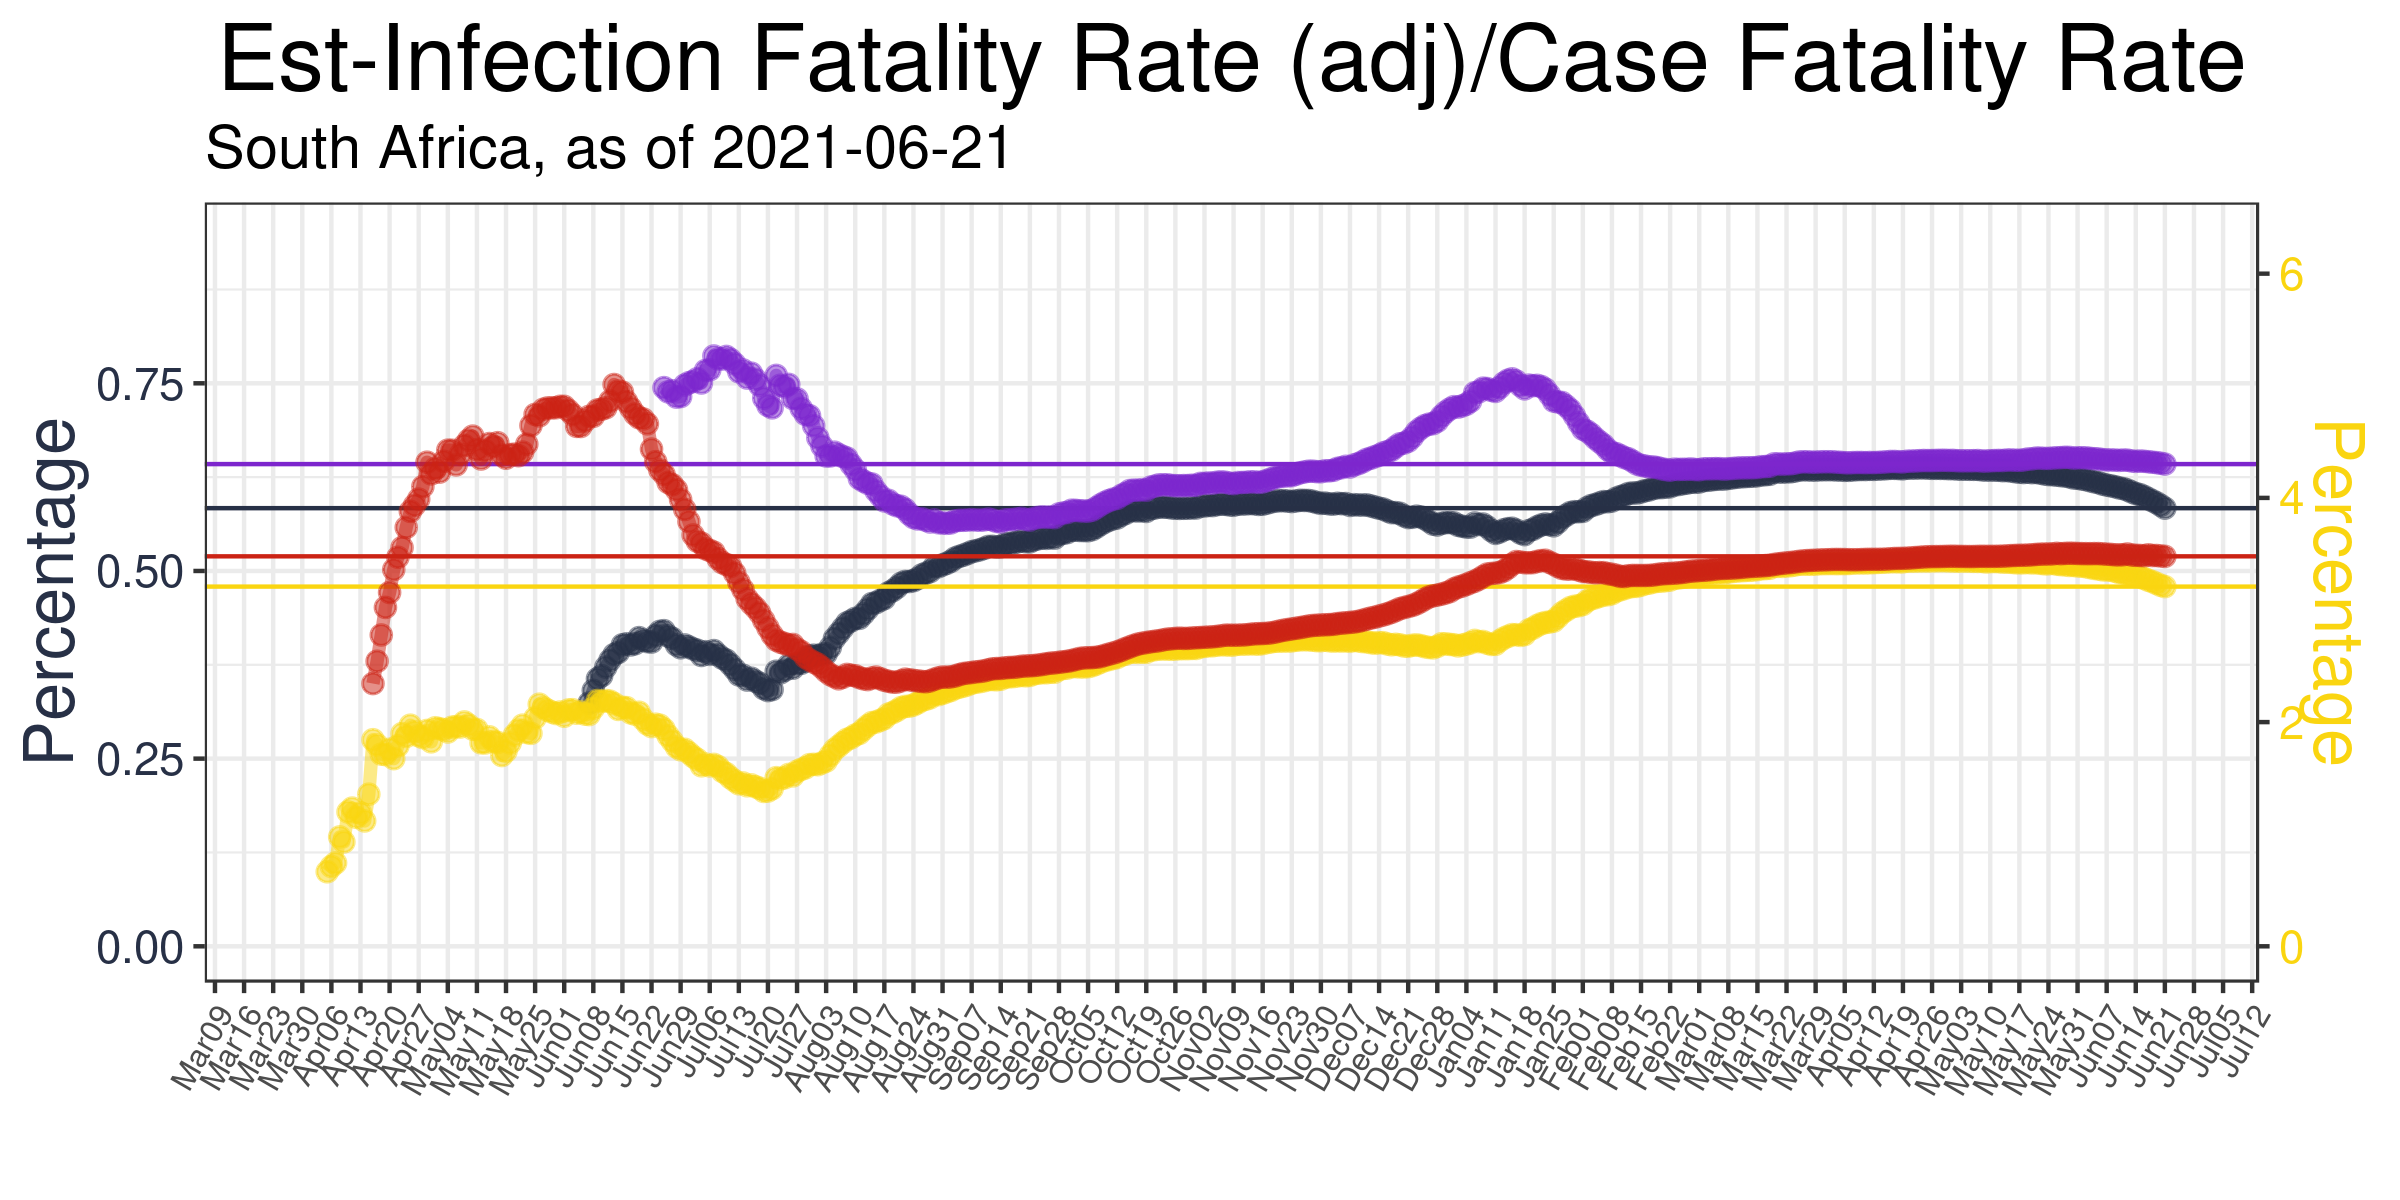 Est-Infection Fatality Rate (adj)/Case Fatality Rate
South Africa, as of 2021-06-21
Percentage
0.75
0.50
0.25
0.00
6
4
2
0
Percentage
Mar09
Mar16
Mar23
Mar30
Apr06
Apr13
Apr20
Apr27
May04
May11
May18
May25
Jun01
Jun08
Jun15
Jun22
Jun29
Jul06
Jul13
Jul20
Jul27
Aug03
Aug10
Aug17
Aug24
Aug31
Sep07
Sep14
Sep21
Sep28
Oct05
Oct12
Oct19
Oct26
Nov02
Nov09
Nov16
Nov23
Nov30
Dec07
Dec14
Dec21
Dec28
Dec04
Jan11
Jan18
Jan25
Feb01
Feb08
Feb15
Feb22
Mar01
Mar08
Mar15
Mar22
Mar29
Apr05
Apr12
Apr19
Apr26
May03
May10
May17
May24
May31
May07
Jun14
Jun21
Jun28
Jul05
Jul12